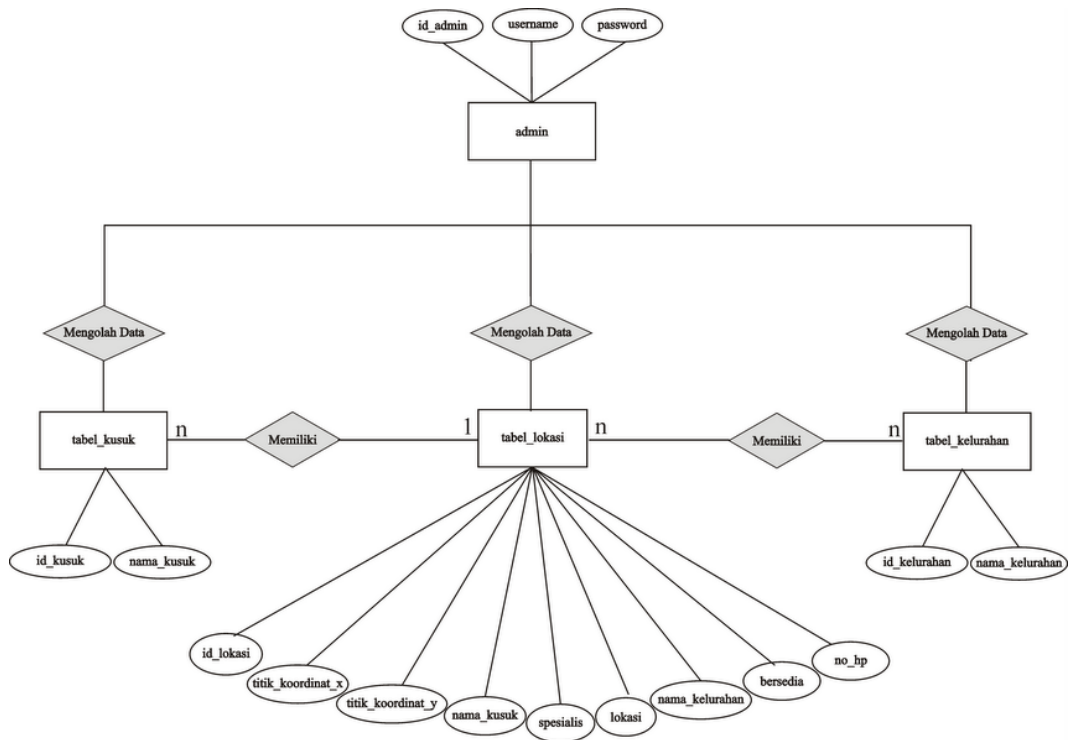 id_admin
username
password
admin
Mengolah Data
Mengolah Data
Mengolah Data
tabel_kusuk
n
Memiliki
1
tabel_lokasi
n
Memiliki
n
tabel_kelurahan
id_kusuk
nama_kusuk
id_kelurahan
nama_kelurahan
id_lokasi
titik_koordinat_x
titik_koordinat_y
nama_kusuk
spesialis
lokasi
nama_kelurahan
bersedia
no_hp